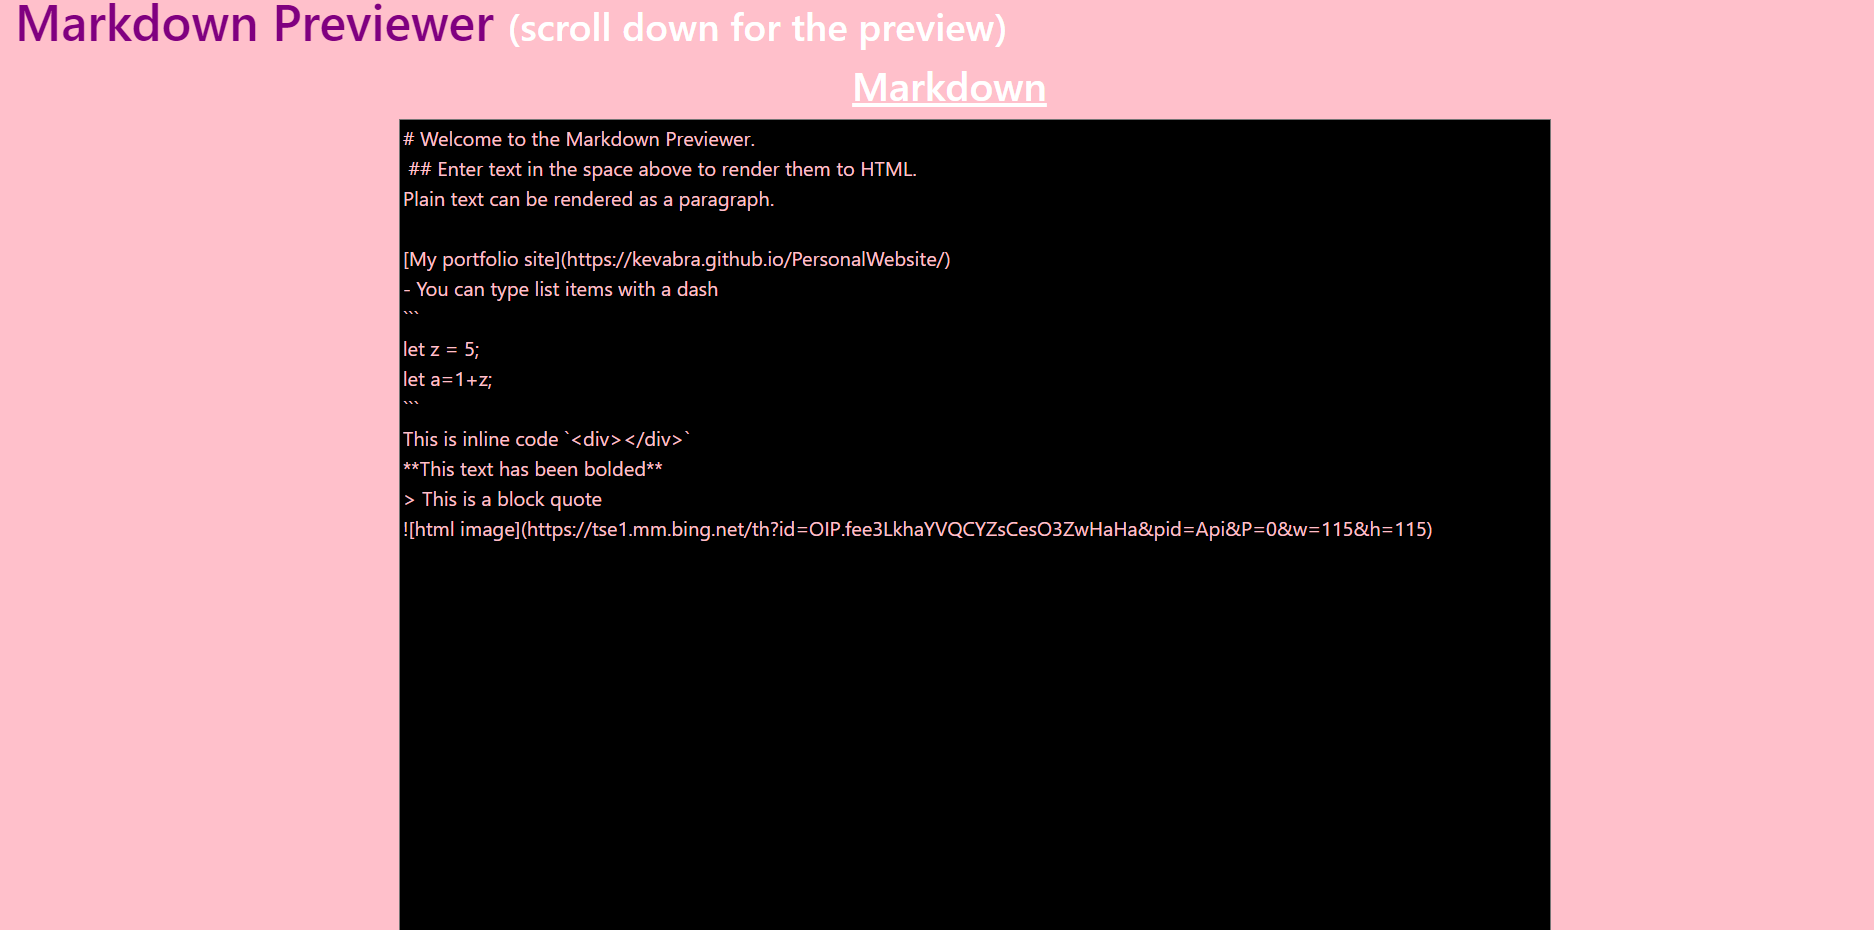 Markdown Previewer (scroll down for the preview)
Markdown
# Welcome to the Markdown Previewer.
 ## Enter text in the space above to render them to HTML.
Plain text can be rendered as a paragraph.

[My portfolio site](https://kevabra.github.io/PersonalWebsite/)
- You can type list items with a dash
```
let z = 5;
let a=1+z;
```
This is inline code `<div></div>`
**This text has been bolded**
> This is a block quote
![html image](https://tse1.mm.bing.net/th?id=OIP.fee3LkhaYVQCYZsCesO3ZwHaHa&pid=Api&P=0&w=115&h=115)